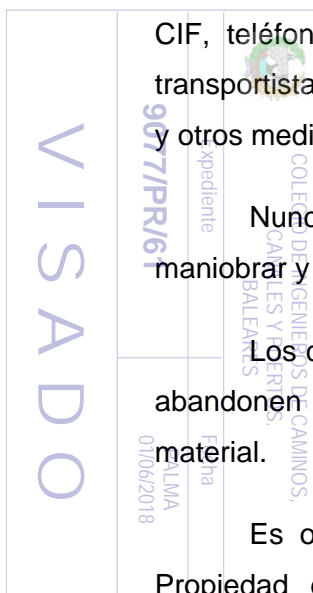 CIF, teléfon
transportista
y otros medi
Nunc
maniobrar y
Los c
abandonen
material.
Es o
Propiedad
VISADO
9077/PR/61
Expediente
COLEGIO DE INGENIEROS DE CAMINOS,
CANALES Y PUERTOS.
BALEARES
Fecha
PALMA
01/06/2018